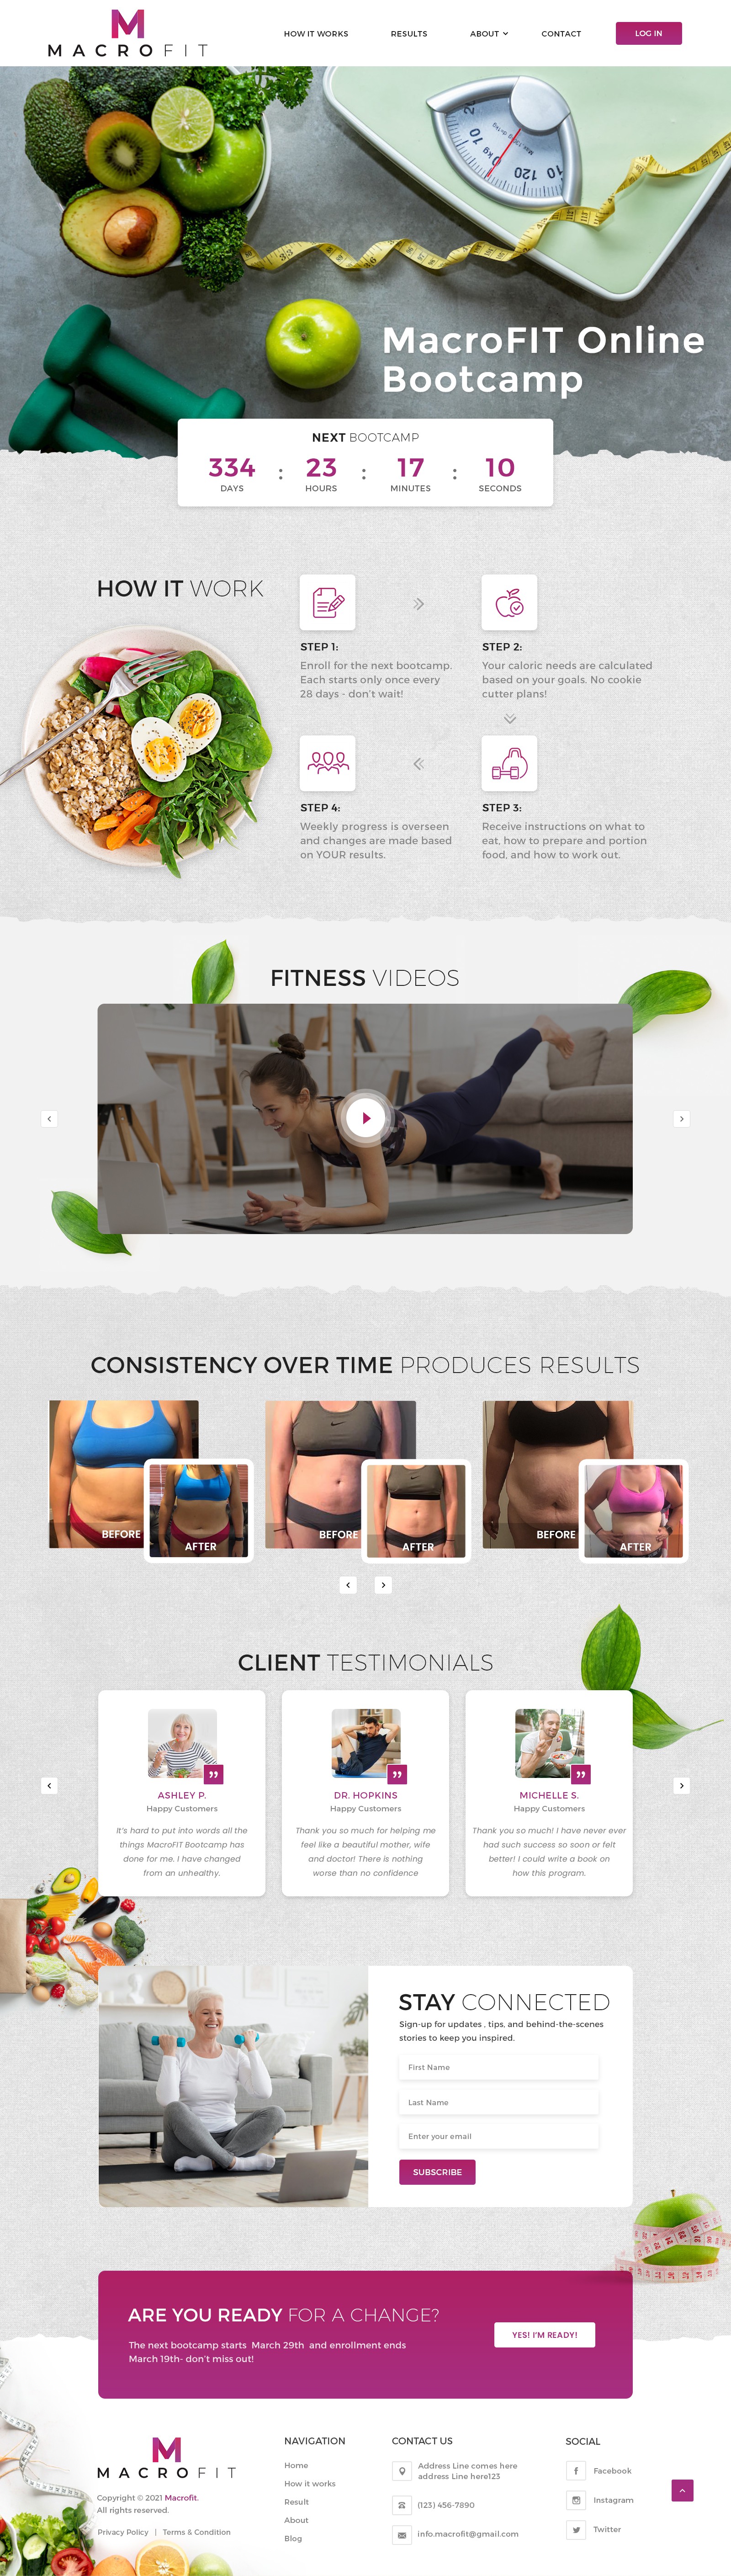 M
MACROFIT
HOW IT WORKS
RESULTS
ABOUT
CONTACT
LOG IN
MacroFIT Online
Bootcamp
NEXT BOOTCAMP
334 : 23 : 17 : 10
DAYS HOURS MINUTES SECONDS
HOW IT WORK
STEP 1:
Enroll for the next bootcamp.
Each starts only once every
28 days - don't wait!
STEP 2:
Your caloric needs are calculated
based on your goals. No cookie
cutter plans!
STEP 4:
Weekly progress is overseen
and changes are made based
on YOUR results.
STEP 3:
Receive instructions on what to
eat, how to prepare and portion
food, and how to work out.
FITNESS VIDEOS
CONSISTENCY OVER TIME PRODUCES RESULTS
BEFORE
AFTER
BEFORE
AFTER
BEFORE
AFTER
CLIENT TESTIMONIALS
ASHLEY P.
Happy Customers
It's hard to put into words all the
things MacroFIT Bootcamp has
done for me. I have changed
from an unhealthy.
DR. HOPKINS
Happy Customers
Thank you so much for helping me
feel like a beautiful mother, wife
and doctor! There is nothing
worse than no confidence
MICHELLE S.
Happy Customers
Thank you so much! I have never ever
had such success so soon or felt
better! I could write a book on
how this program.
STAY CONNECTED
Sign-up for updates , tips, and behind-the-scenes
stories to keep you inspired.
First Name
Last Name
Enter your email
SUBSCRIBE
ARE YOU READY FOR A CHANGE?
The next bootcamp starts March 29th and enrollment ends
March 19th- don't miss out!
YES! I'M READY!
M
MACROFIT
Copyright © 2021 Macrofit.
All rights reserved.
Privacy Policy | Terms & Condition
NAVIGATION
Home
How it works
Result
About
Blog
CONTACT US
Address Line comes here
address Line here123
(123) 456-7890
info.macrofit@gmail.com
SOCIAL
Facebook
Instagram
Twitter